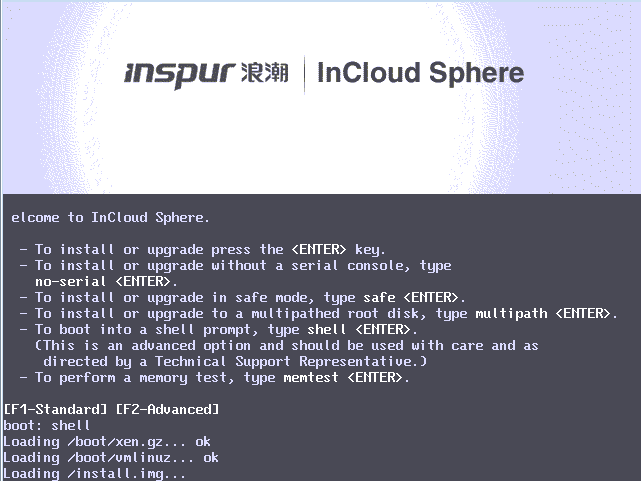 inspur 浪潮 InCloud Sphere
elcome to InCloud Sphere.
- To install or upgrade press the <ENTER> key.
- To install or upgrade without a serial console, type
no-serial <ENTER>.
- To install or upgrade in safe mode, type safe <ENTER>.
- To install or upgrade to a multipathed root disk, type multipath <ENTER>.
- To boot into a shell prompt, type shell <ENTER>.
(This is an advanced option and should be used with care and as
directed by a Technical Support Representative.)
- To perform a memory test, type memtest <ENTER>.
[F1-Standard] [F2-Advanced]
boot: shell
Loading /boot/xen.gz... ok
Loading /boot/vmlinuz... ok
Loading /install.img...